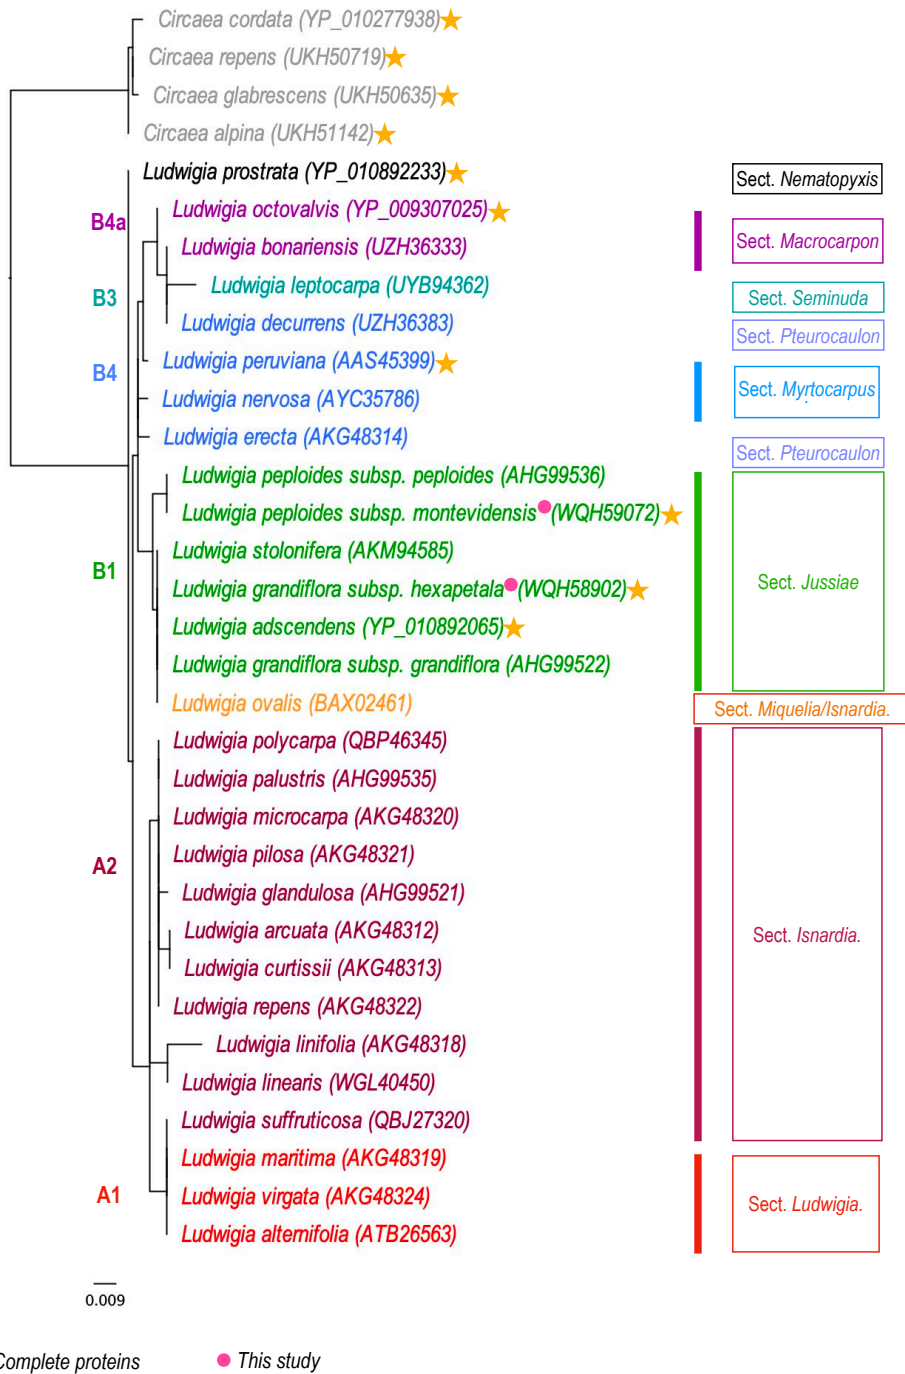 Circaea cordata (YP_010277938)
Circaea repens (UKH50719)
Circaea glabrescens (UKH50635)
Circaea alpina (UKH51142)
Ludwigia prostrata (YP_010892233) Sect. Nematopyxis
B4a
Ludwigia octovalvis (YP_009307025)
Sect. Macrocarpon
Ludwigia bonariensis (UZH36333)
B3
Ludwigia leptocarpa (UYB94362)
Sect. Seminuda
Ludwigia decurrens (UZH36383)
Sect. Pteurocaulon
B4
Ludwigia peruviana (AAS45399)
Sect. Myrtocarpus
Ludwigia nervosa (AYC35786)
Ludwigia erecta (AKG48314)
Sect. Pteurocaulon
Ludwigia peploides subsp. peploides (AHG99536)
Ludwigia peploides subsp. montevidensis (WQH59072)
Ludwigia stolonifera (AKM94585)
B1
Sect. Jussiae
Ludwigia grandiflora subsp. hexapetala (WQH58902)
Ludwigia adscendens (YP_010892065)
Ludwigia grandiflora subsp. grandiflora (AHG99522)
Ludwigia ovalis (BAX02461) Sect. Miquelia/Isnardia.
Ludwigia polycarpa (QBP46345)
Ludwigia palustris (AHG99535)
Ludwigia microcarpa (AKG48320)
Ludwigia pilosa (AKG48321)
A2
Ludwigia glandulosa (AHG99521)
Ludwigia arcuata (AKG48312)
Sect. Isnardia.
Ludwigia curtissii (AKG48313)
Ludwigia repens (AKG48322)
Ludwigia linifolia (AKG48318)
Ludwigia linearis (WGL40450)
Ludwigia suffruticosa (QBJ27320)
Ludwigia maritima (AKG48319)
A1
Ludwigia virgata (AKG48324)
Sect. Ludwigia.
Ludwigia alternifolia (ATB26563)
0.009
Complete proteins This study